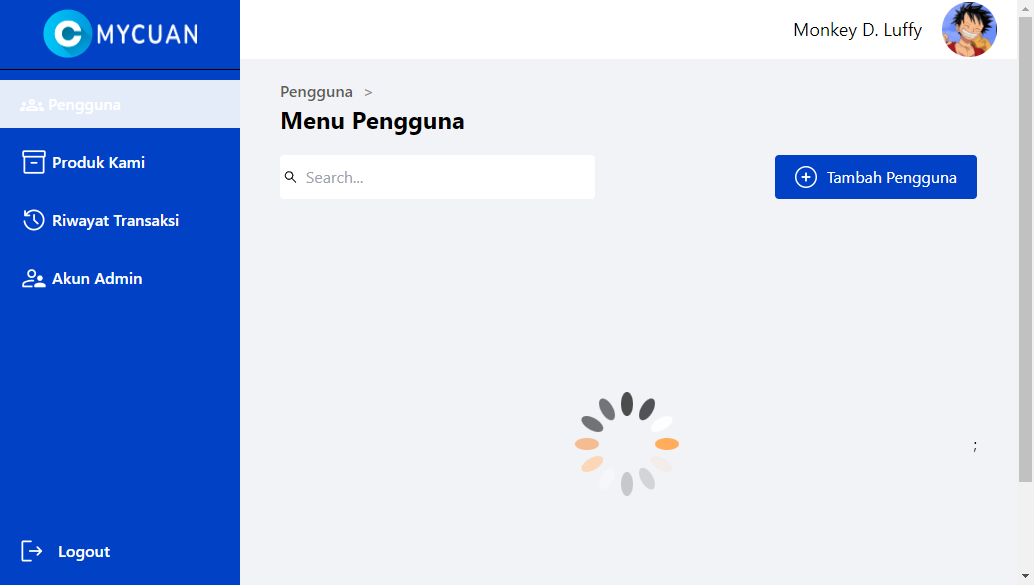 MYCUAN
Monkey D. Luffy
Pengguna
Produk Kami
Riwayat Transaksi
Akun Admin
Logout
Pengguna >
Menu Pengguna
Search...
Tambah Pengguna
;